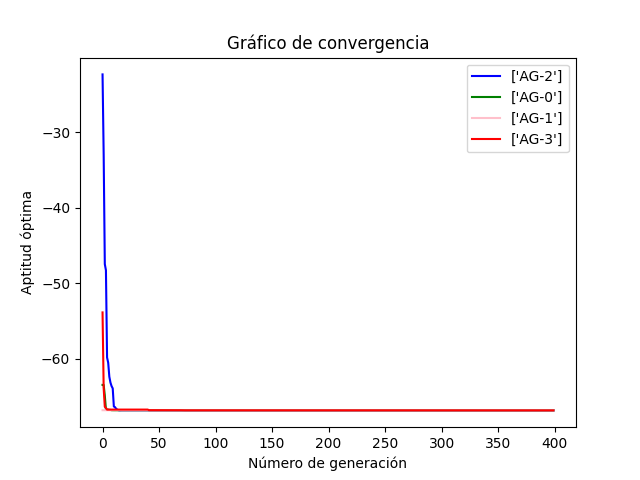 Gráfico de convergencia
['AG-2']
['AG-0']
['AG-1']
['AG-3']
−30
−40
−50
−60
Aptitud óptima
0 50 100 150 200 250 300 350 400
Número de generación